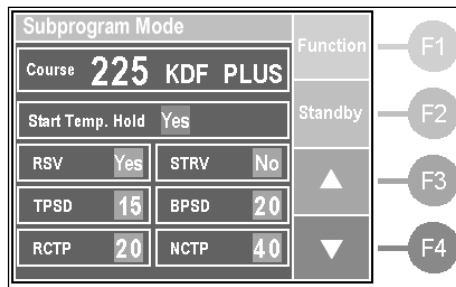 Subprogram Mode
Function F1
Course 225 KDF PLUS
Start Temp. Hold Yes
Standby F2
RSV Yes STRV No
F3
TPSD 15 BPSD 20
RCTP 20 NCTP 40
F4